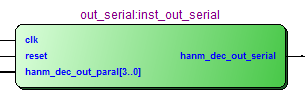 out_serial:inst_out_serial
clk
reset hanm_dec_out_serial
hanm_dec_out_paral[3..0]